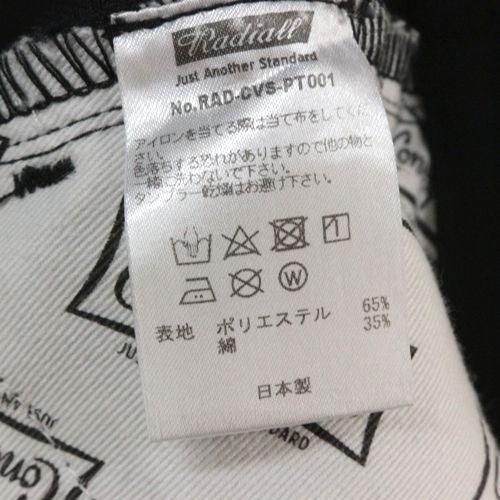 Radiall
Just Another Standard
No.RAD-CVS-PT001
アイロンを当てる際は当て布をしてくだ
さい。
色落ちする恐れがありますので他の物と
一緒に洗わないで下さい。
タンブラー乾燥はお避け下さい。
W
表地 ポリエステル 65%
綿 35%
日本製